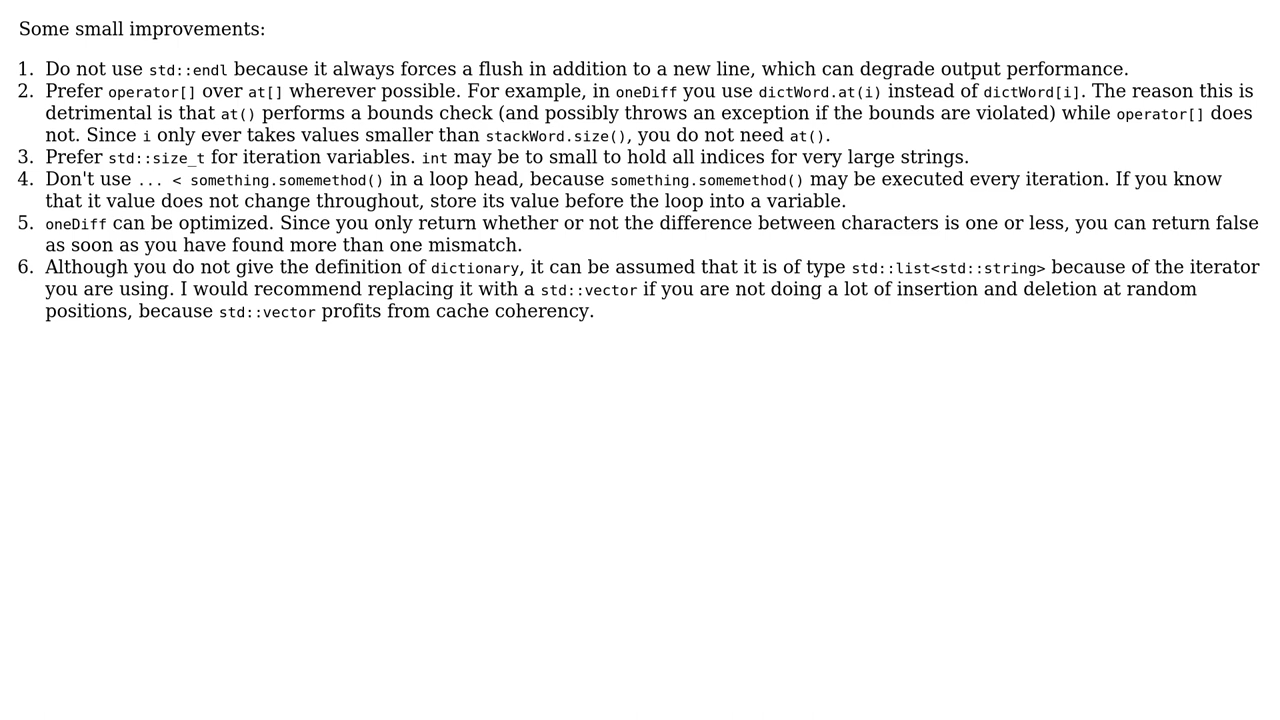 Some small improvements:
1. Do not use std::endl because it always forces a flush in addition to a new line, which can degrade output performance.
2. Prefer operator[] over at[] wherever possible. For example, in oneDiff you use dictWord.at(i) instead of dictWord[i]. The reason this is
detrimental is that at() performs a bounds check (and possibly throws an exception if the bounds are violated) while operator[] does
not. Since i only ever takes values smaller than stackWord.size(), you do not need at().
3. Prefer std::size_t for iteration variables. int may be to small to hold all indices for very large strings.
4. Don't use ... < something.somemethod() in a loop head, because something.somemethod() may be executed every iteration. If you know
that it value does not change throughout, store its value before the loop into a variable.
5. oneDiff can be optimized. Since you only return whether or not the difference between characters is one or less, you can return false
as soon as you have found more than one mismatch.
6. Although you do not give the definition of dictionary, it can be assumed that it is of type std::list<std::string> because of the iterator
you are using. I would recommend replacing it with a std::vector if you are not doing a lot of insertion and deletion at random
positions, because std::vector profits from cache coherency.